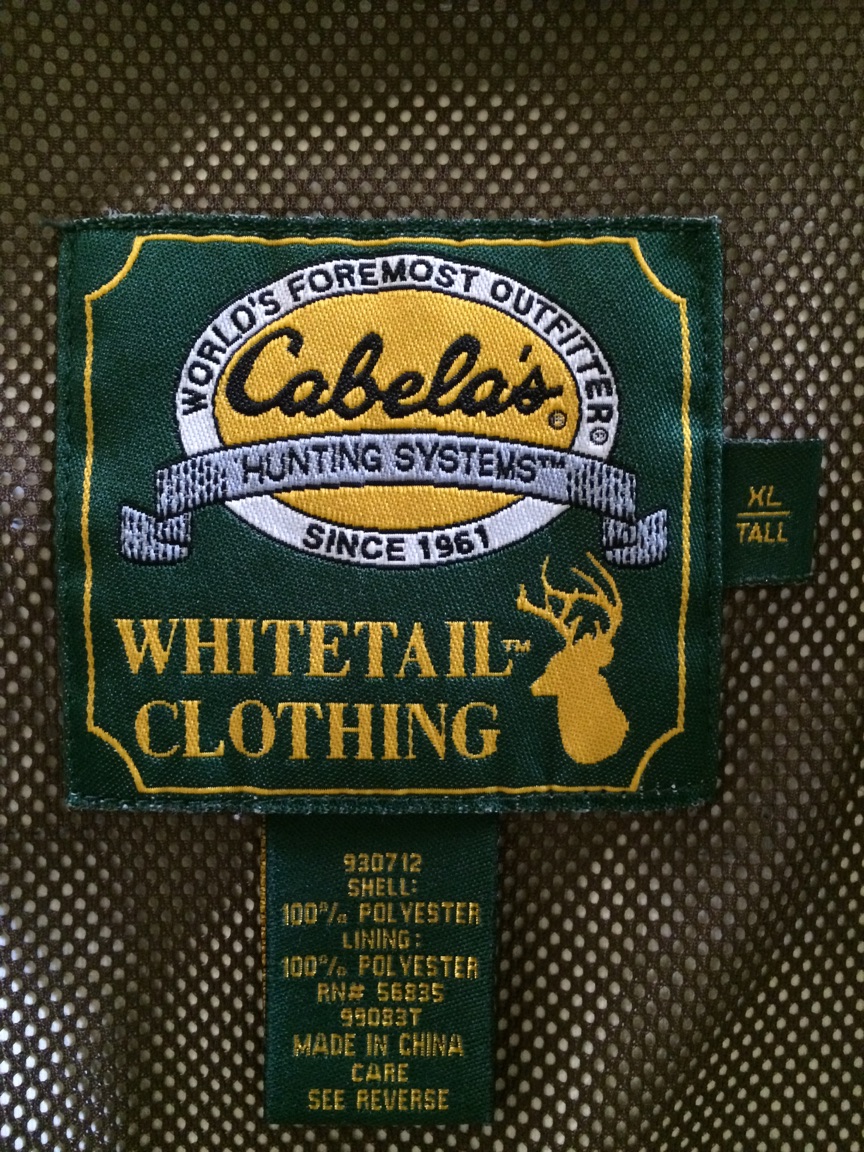 WORLD'S FOREMOST OUTFITTER®
Cabela's®
HUNTING SYSTEMS™
SINCE 1961
WHITETAIL™
CLOTHING
XL
TALL
930712
SHELL:
100% POLYESTER
LINING:
100% POLYESTER
RN# 56835
99083T
MADE IN CHINA
CARE
SEE REVERSE